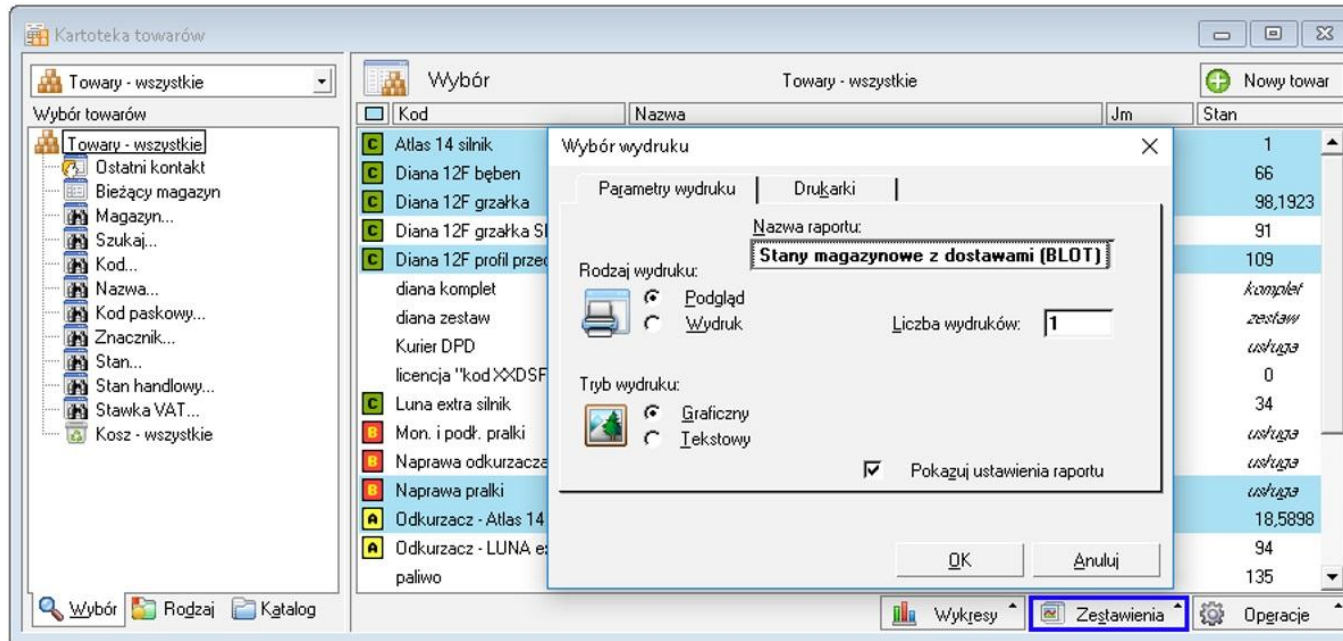 Kartoteka towarów
Towary - wszystkie
Wybór towarów
Towary - wszystkie
Ostatni kontakt
Bieżący magazyn
Magazyn...
Szukaj...
Kod...
Nazwa...
Kod paskowy...
Znacznik...
Stan...
Stan handlowy...
Stawka VAT...
Kosz - wszystkie
Wybór
Rodzaj
Katalog
Wybór
Towary - wszystkie
Nowy towar
Kod
Nazwa
Jm
Stan
C Atlas 14 silnik 1
C Diana 12F bęben 66
C Diana 12F grzałka 98,1923
C Diana 12F grzałka 91
C Diana 12F profil 109
diana komplet komplet
diana zestaw zestaw
Kurier DPD usługa
licencja "kod XXDSF 0
C Luna extra silnik 34
B Mon. i podł. pralki usługa
B Naprawa odkurzacza usługa
B Naprawa pralki usługa
A Odkurzacz - Atlas 14 18,5898
A Odkurzacz - LUNA 94
paliwo 135
Wybór wydruku
Parametry wydruku
Drukarki
Nazwa raportu:
Stany magazynowe z dostawami (BLOT)
Rodzaj wydruku:
Podgląd
Wydruk
Liczba wydruków: 1
Tryb wydruku:
Graficzny
Tekstowy
Pokazuj ustawienia raportu
OK
Anuluj
Wykresy
Zestawienia
Operacje